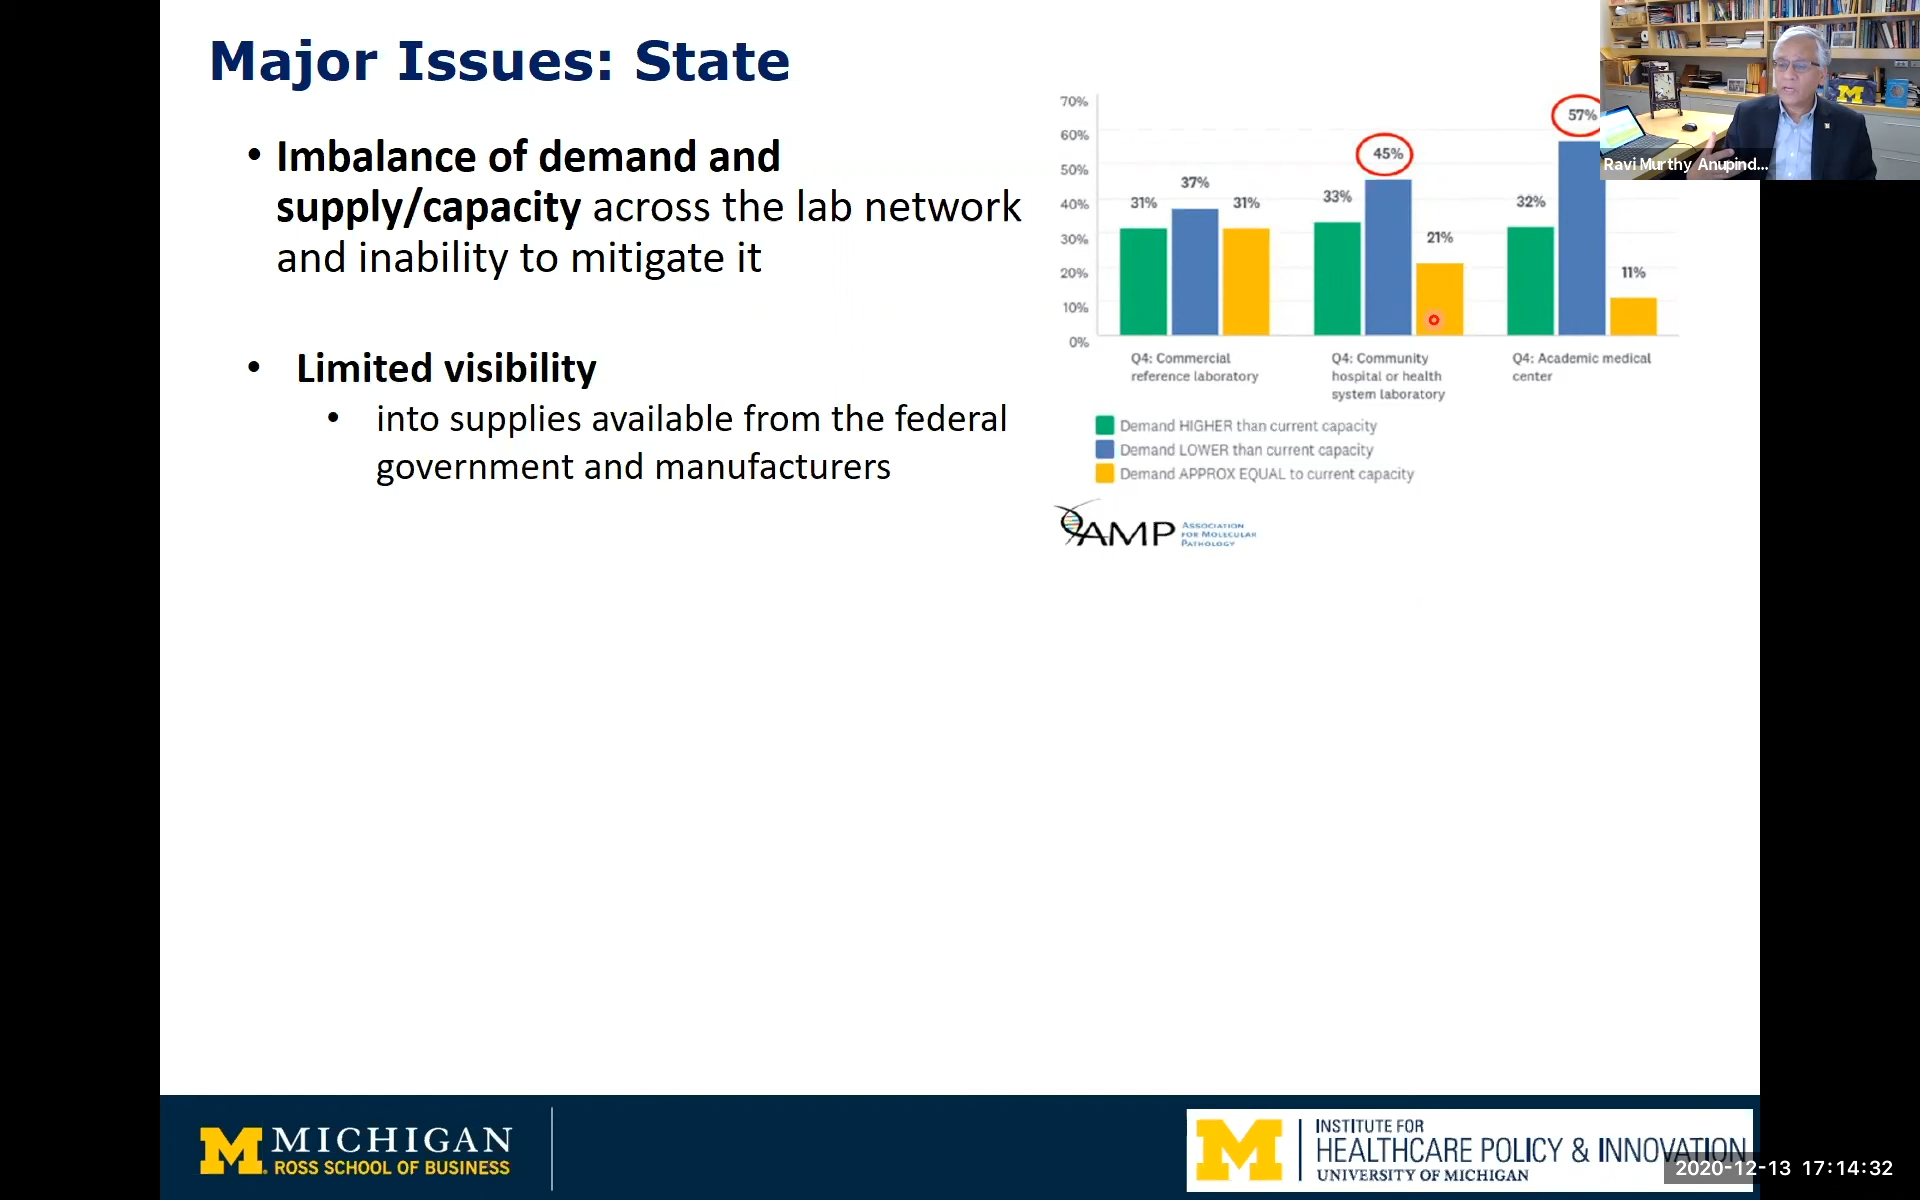 Major Issues: State
• Imbalance of demand and
supply/capacity across the lab network
and inability to mitigate it
• Limited visibility
• into supplies available from the federal
government and manufacturers
70%
60%
50%
40%
30%
20%
10%
0%
31%
37%
31%
33%
45%
21%
32%
57%
11%
Q4: Commercial
reference laboratory
Q4: Community
hospital or health
system laboratory
Q4: Academic medical
center
Demand HIGHER than current capacity
Demand LOWER than current capacity
Demand APPROX EQUAL to current capacity
AMP
ASSOCIATION
FOR MOLECULAR
PATHOLOGY
Ravi Murthy Anupind...
M
M MICHIGAN
ROSS SCHOOL OF BUSINESS
M
INSTITUTE FOR
HEALTHCARE POLICY & INNOVATION
UNIVERSITY OF MICHIGAN
2020-12-13 17:14:32